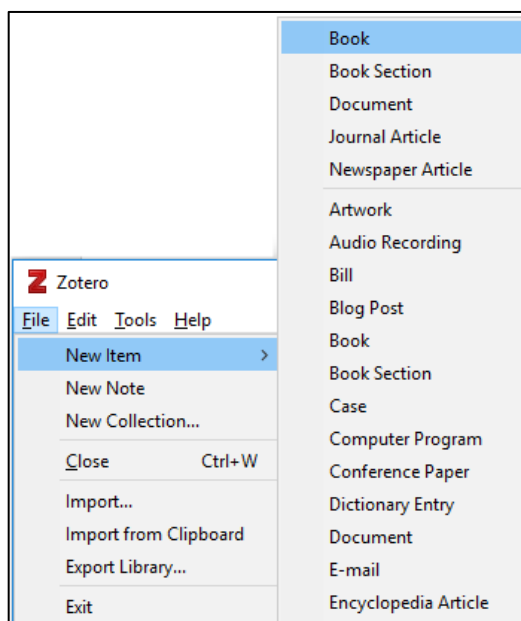 Zotero
File Edit Tools Help
New Item >
New Note
New Collection...
Close Ctrl+W
Import...
Import from Clipboard
Export Library...
Exit
Book
Book Section
Document
Journal Article
Newspaper Article
Artwork
Audio Recording
Bill
Blog Post
Book
Book Section
Case
Computer Program
Conference Paper
Dictionary Entry
Document
E-mail
Encyclopedia Article